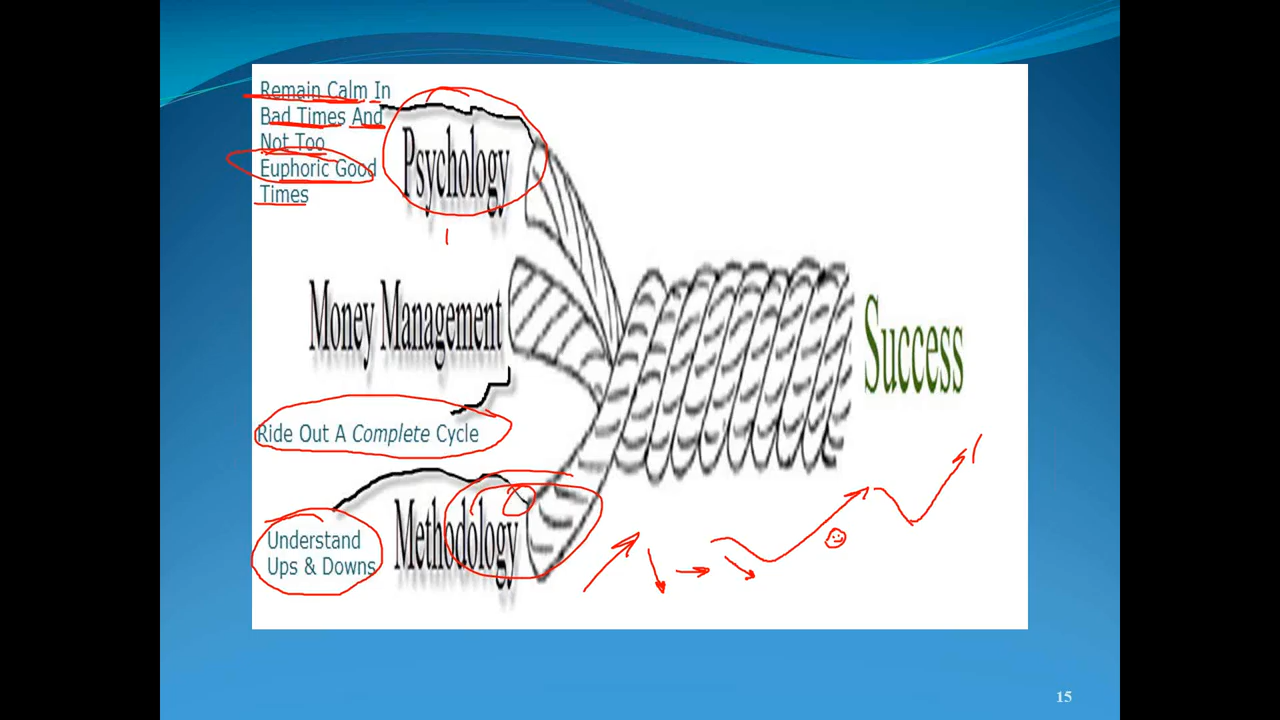 Remain Calm In
Bad Times And
Not Too
Euphoric Good
Times
Psychology
Money Management
Success
Ride Out A Complete Cycle
Methodology
Understand
Ups & Downs
15